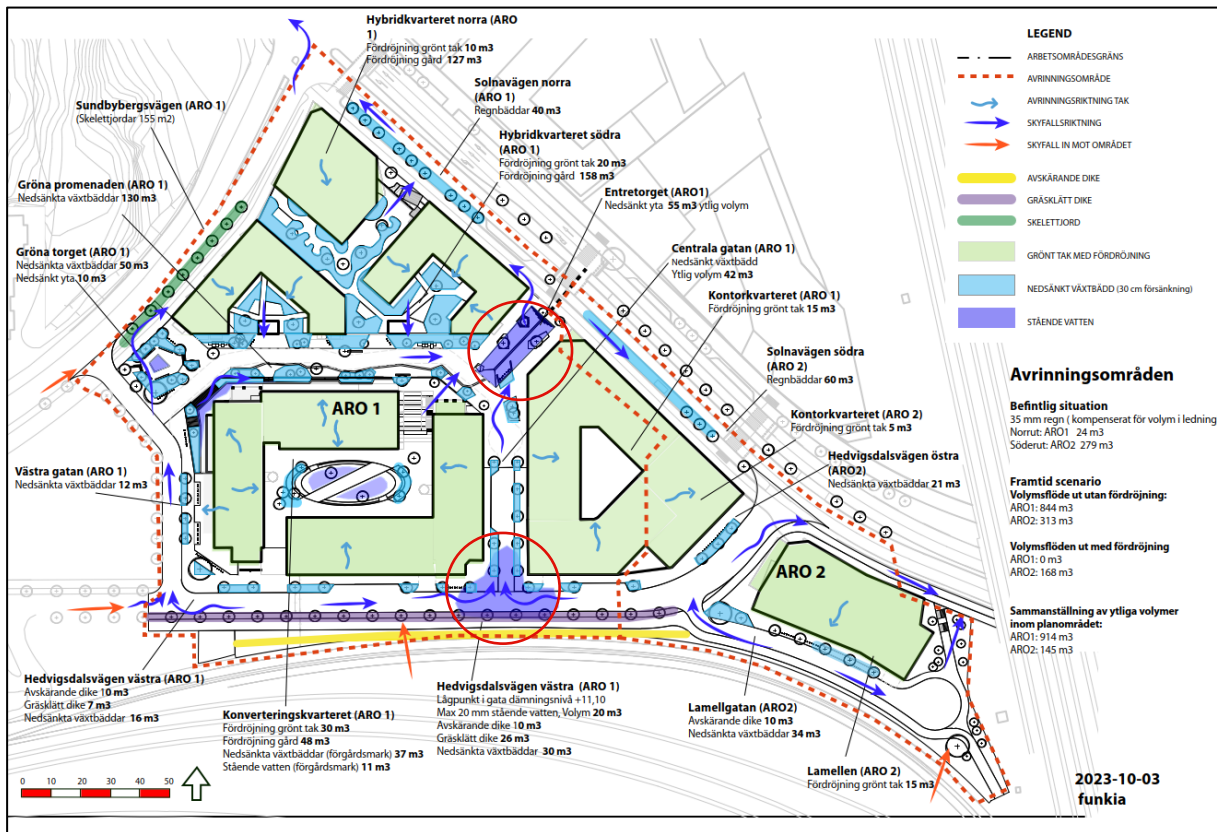 Hybridkvarteret norra (ARO
1)
Fördröjning grönt tak 10 m3
Fördröjning gård 127 m3
Solnavägen norra
(ARO 1)
Regnbäddar 40 m3
Sundbybergsvägen (ARO 1)
(Skelettjordar 155 m2)
Hybridkvarteret södra
(ARO 1)
Fördröjning grönt tak 20 m3
Fördröjning gård 158 m3
Gröna promenaden (ARO 1)
Nedsänkta växtbäddar 130 m3
Entretorget (ARO1)
Nedsänkt yta 55 m3 ytlig volym
Gröna torget (ARO 1)
Nedsänkta växtbäddar 50 m3
Nedsänkt yta 10 m3
Centrala gatan (ARO 1)
Nedsänkt växtbädd
Ytlig volym 42 m3
Kontorkvarteret (ARO 1)
Fördröjning grönt tak 15 m3
Solnavägen södra
(ARO 2)
Regnbäddar 60 m3
Kontorkvarteret (ARO 2)
Fördröjning grönt tak 5 m3
Hedvigsdalsvägen östra
(ARO2)
Nedsänkta växtbäddar 21 m3
ARO 1
Västra gatan (ARO 1)
Nedsänkta växtbäddar 12 m3
ARO 2
Hedvigsdalsvägen västra (ARO 1)
Avskärande dike 10 m3
Gräsklätt dike 7 m3
Nedsänkta växtbäddar 16 m3
Konverteringskvarteret (ARO 1)
Fördröjning grönt tak 30 m3
Fördröjning gård 48 m3
Nedsänkta växtbäddar (förgårdsmark) 37 m3
Stående vatten (förgårdsmark) 11 m3
Hedvigsdalsvägen västra (ARO 1)
Lågpunkt i gata dämningsnivå +11,10
Max 20 mm stående vatten, Volym 20 m3
Avskärande dike 10 m3
Gräsklätt dike 26 m3
Nedsänkta växtbäddar 30 m3
Lamellgatan (ARO2)
Avskärande dike 10 m3
Nedsänkta växtbäddar 34 m3
Lamellen (ARO 2)
Fördröjning grönt tak 15 m3
0 10 20 30 40 50
LEGEND
ARBETSOMRÅDESGRÄNS
AVRINNINGSOMRÅDE
AVRINNINGSRIKTNING TAK
SKYFALLSRIKTNING
SKYFALL IN MOT OMRÅDET
AVSKÄRANDE DIKE
GRÄSKLÄTT DIKE
SKELETTJORD
GRÖNT TAK MED FÖRDRÖJNING
NEDSÄNKT VÄXTBÄDD (30 cm försänkning)
STÅENDE VATTEN
Avrinningsområden
Befintlig situation
35 mm regn ( kompenserat för volym i ledning
Norrut: ARO1 24 m3
Söderut: ARO2 279 m3
Framtid scenario
Volymsflöde ut utan fördröjning:
ARO1: 844 m3
ARO2: 313 m3
Volymsflöden ut med fördröjning
ARO1: 0 m3
ARO2: 168 m3
Sammanställning av ytliga volymer
inom planområdet:
ARO1: 914 m3
ARO2: 145 m3
2023-10-03
funkia